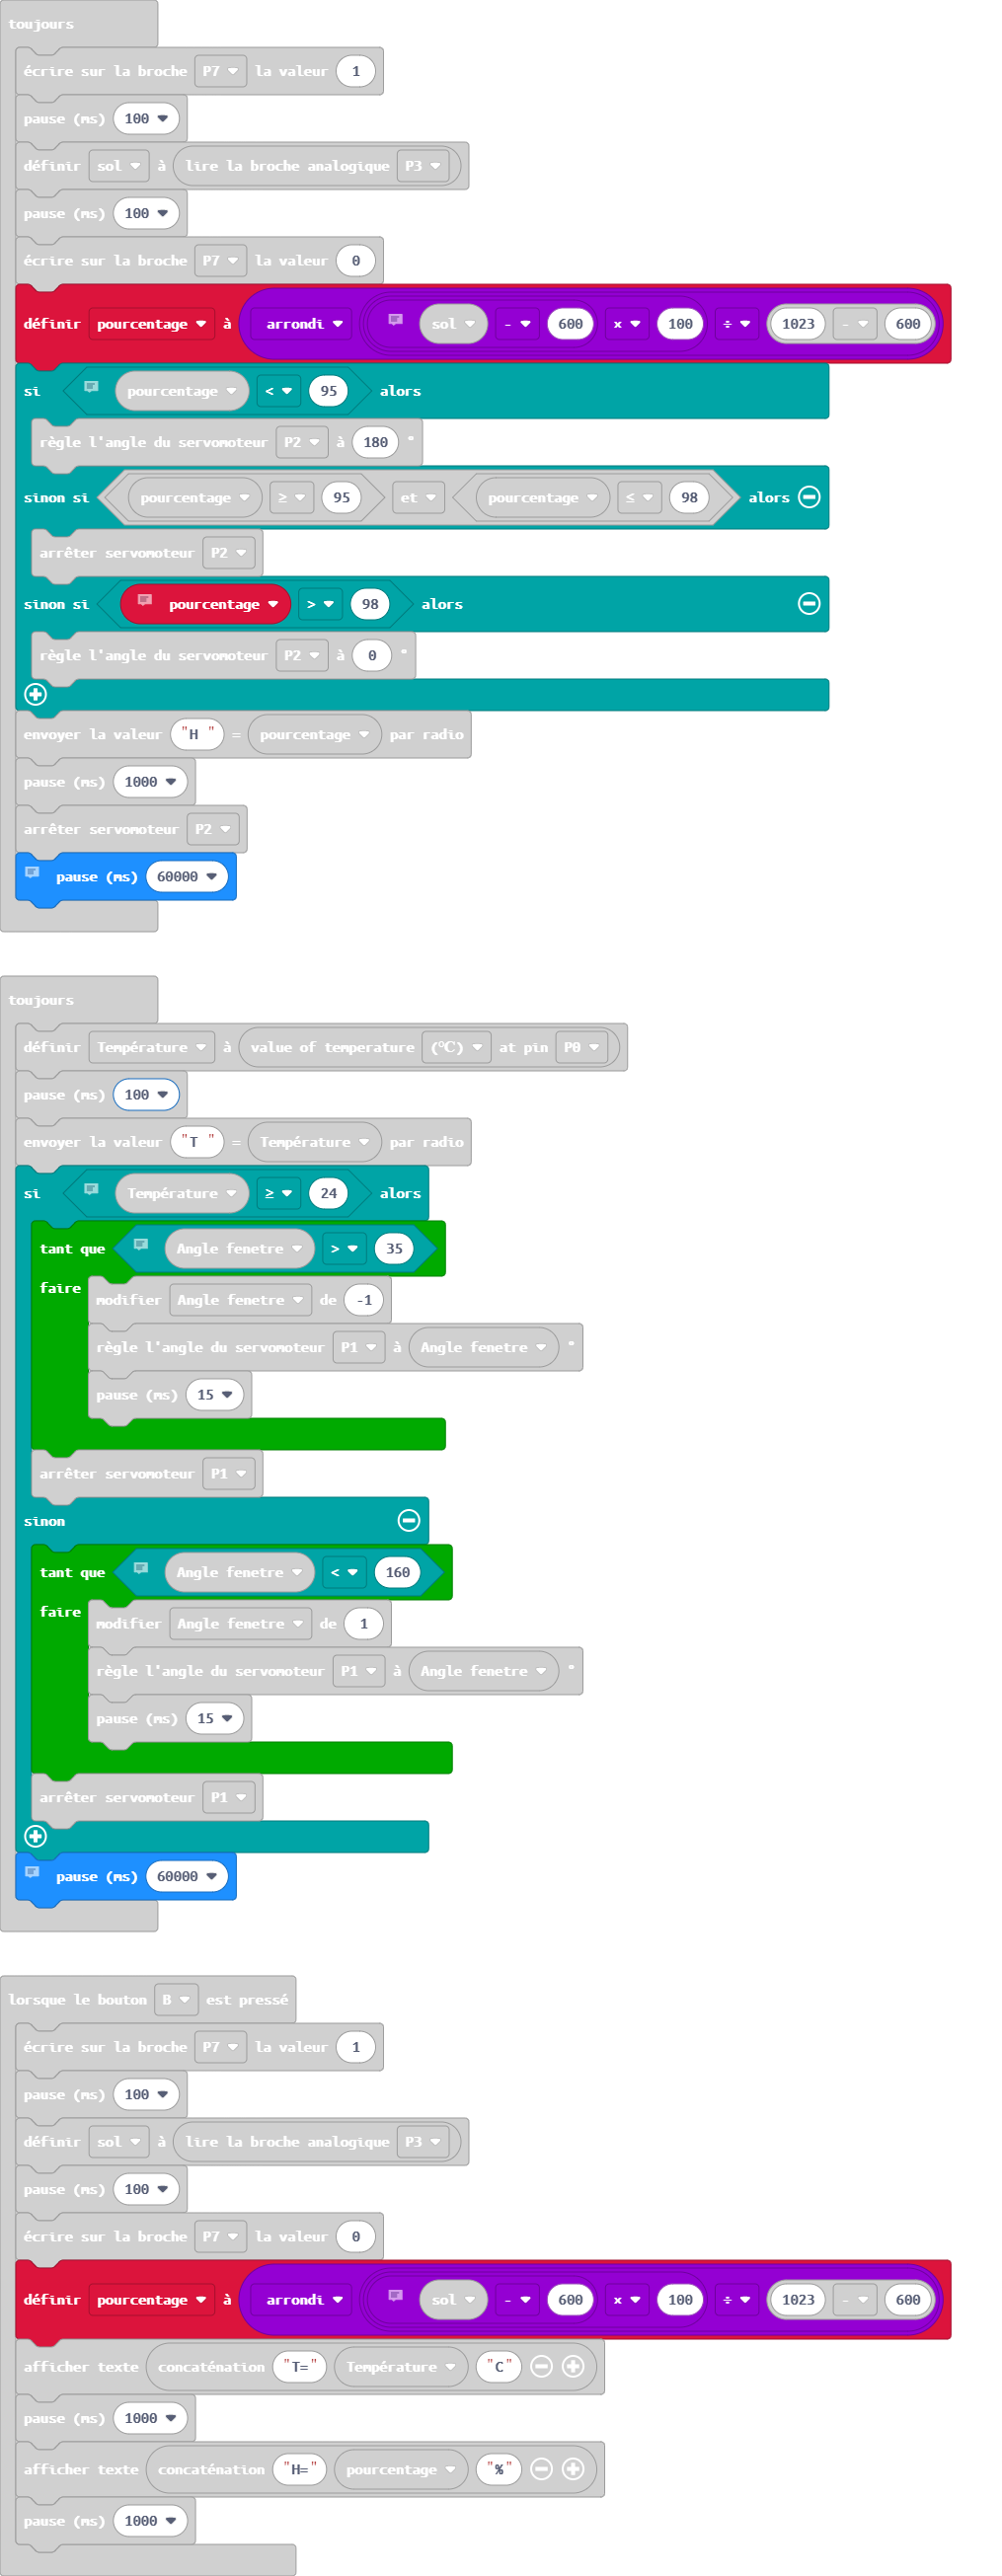 toujours
écrire sur la broche P7 la valeur 1
pause (ms) 100
définir sol à lire la broche analogique P3
pause (ms) 100
écrire sur la broche P7 la valeur 0
définir pourcentage à arrondi sol - 600 x 100 ÷ 1023 - 600
si pourcentage < 95 alors
règle l'angle du servomoteur P2 à 180 °
sinon si pourcentage ≥ 95 et pourcentage ≤ 98 alors
arrêter servomoteur P2
sinon si pourcentage > 98 alors
règle l'angle du servomoteur P2 à 0 °
envoyer la valeur "H " = pourcentage par radio
pause (ms) 1000
arrêter servomoteur P2
pause (ms) 60000
toujours
définir Température à value of temperature (℃) at pin P0
pause (ms) 100
envoyer la valeur "T " = Température par radio
si Température ≥ 24 alors
tant que Angle fenetre > 35
faire
modifier Angle fenetre de -1
règle l'angle du servomoteur P1 à Angle fenetre °
pause (ms) 15
arrêter servomoteur P1
sinon
tant que Angle fenetre < 160
faire
modifier Angle fenetre de 1
règle l'angle du servomoteur P1 à Angle fenetre °
pause (ms) 15
arrêter servomoteur P1
pause (ms) 60000
lorsque le bouton B est pressé
écrire sur la broche P7 la valeur 1
pause (ms) 100
définir sol à lire la broche analogique P3
pause (ms) 100
écrire sur la broche P7 la valeur 0
définir pourcentage à arrondi sol - 600 x 100 ÷ 1023 - 600
afficher texte concaténation "T=" Température "C"
pause (ms) 1000
afficher texte concaténation "H=" pourcentage "%"
pause (ms) 1000